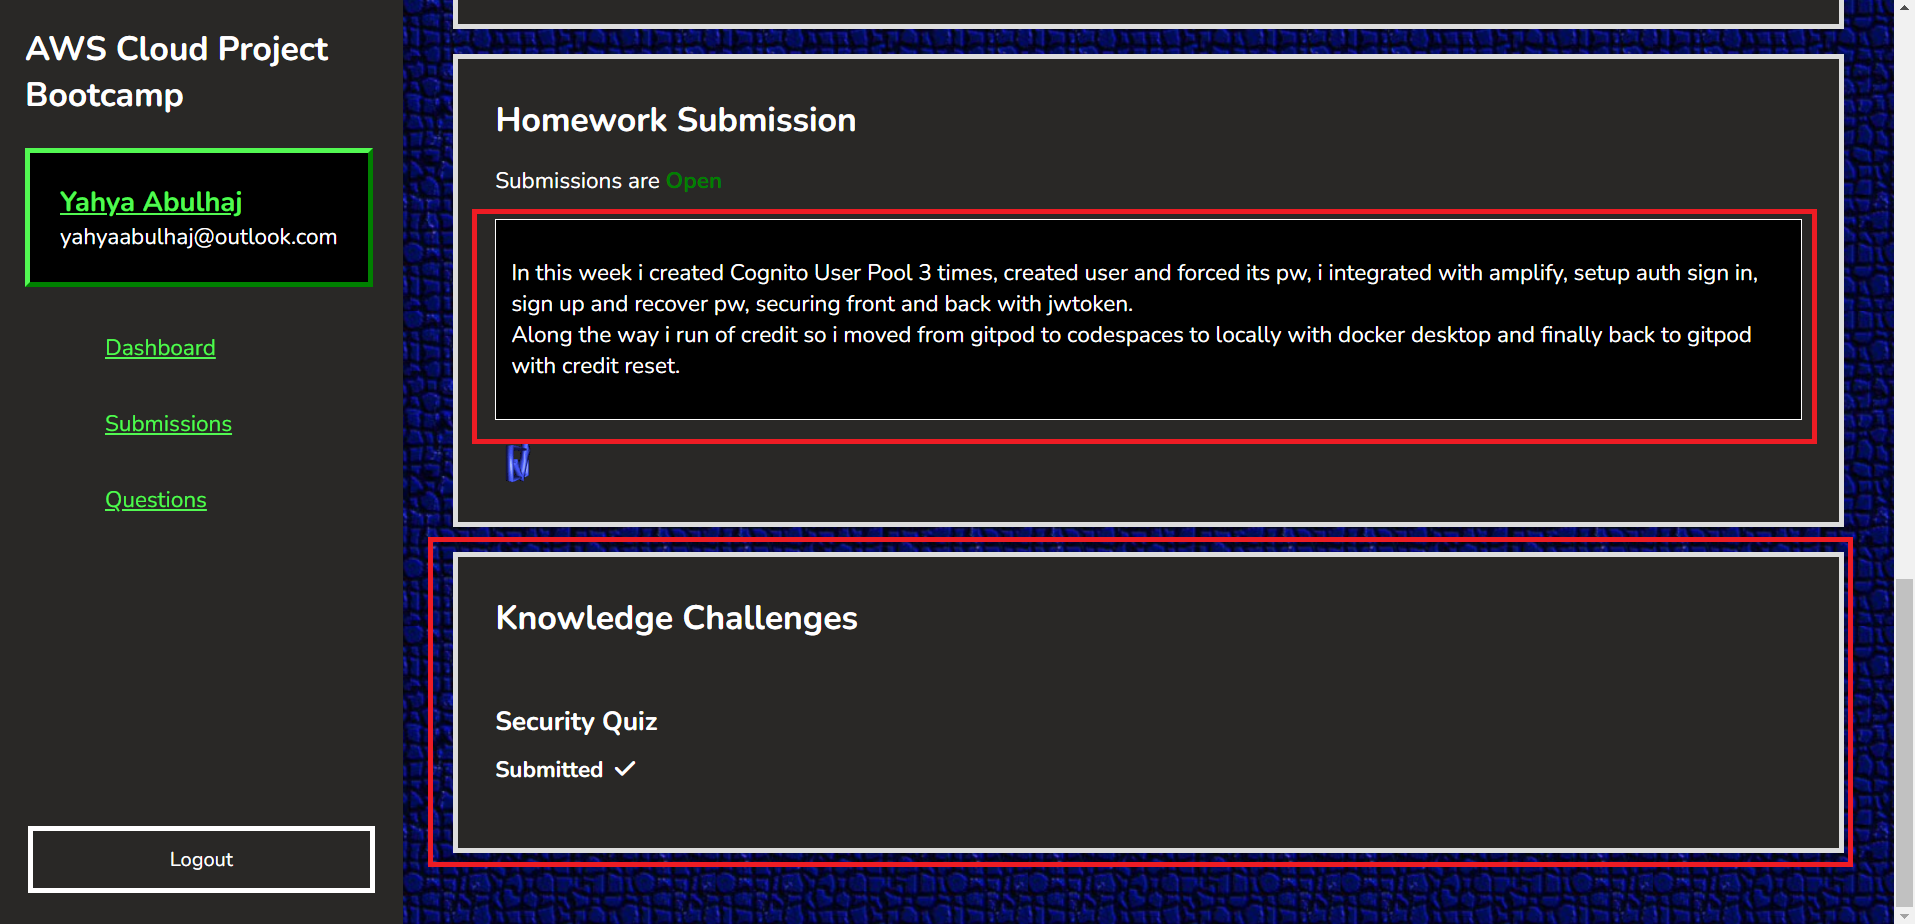 AWS Cloud Project
Bootcamp
Yahya Abulhaj
yahyaabulhaj@outlook.com
Dashboard
Submissions
Questions
Logout
Homework Submission
Submissions are Open
In this week i created Cognito User Pool 3 times, created user and forced its pw, i integrated with amplify, setup auth sign in,
sign up and recover pw, securing front and back with jwtoken.
Along the way i run of credit so i moved from gitpod to codespaces to locally with docker desktop and finally back to gitpod
with credit reset.
Knowledge Challenges
Security Quiz
Submitted